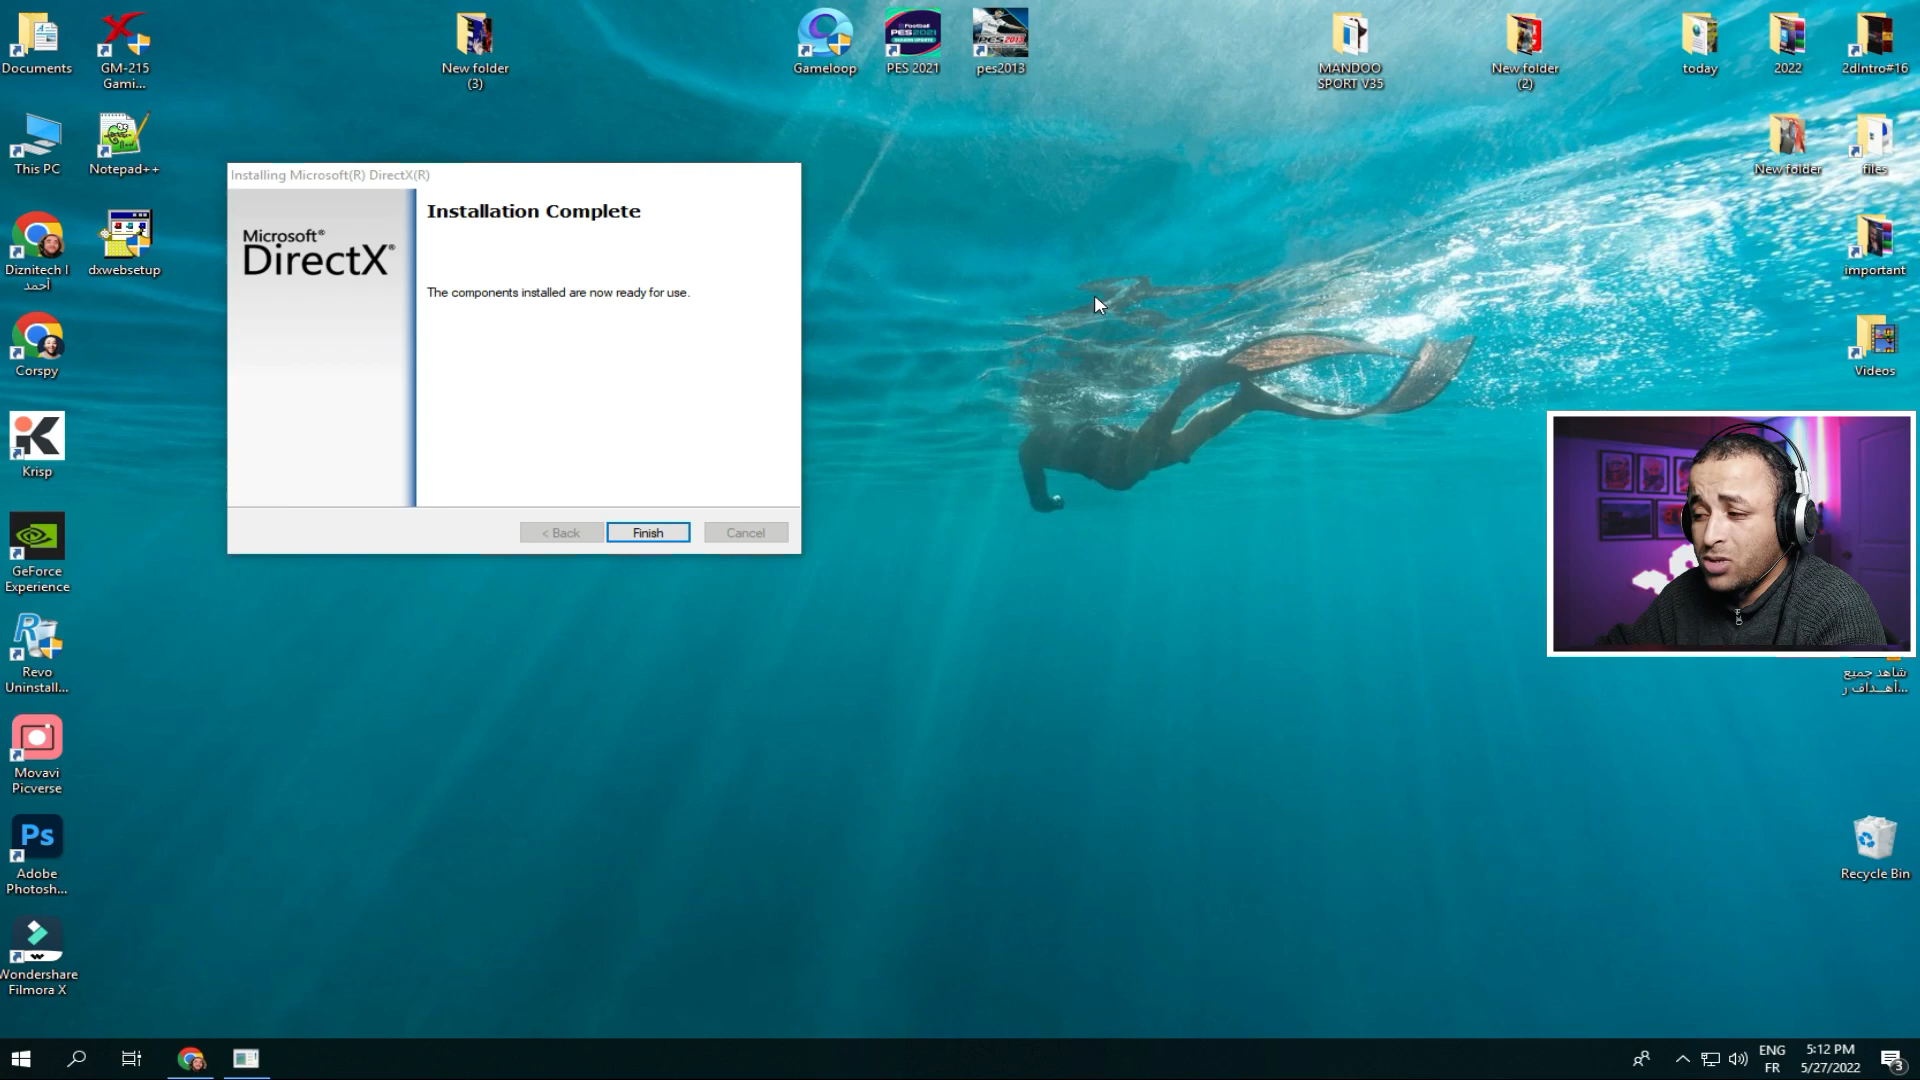 Documents
GM-215
Gami...
New folder
(3)
Gameloop
PES 2021
pes2013
MANDOO
SPORT V35
New folder
(2)
today
2022
2dIntro#16
This PC
Notepad++
New folder
files
Diznitech |
أحمد
dxwebsetup
important
Corspy
Videos
Krisp
GeForce
Experience
Revo
Uninstall...
Movavi
Picverse
Ps
Adobe
Photosh...
Wondershare
Filmora X
شاهد جميع
أهـــداف ر...
Recycle Bin
Installing Microsoft(R) DirectX(R)
Microsoft®
DirectX®
Installation Complete
The components installed are now ready for use.
< Back
Finish
Cancel
ENG
FR
5:12 PM
5/27/2022
3